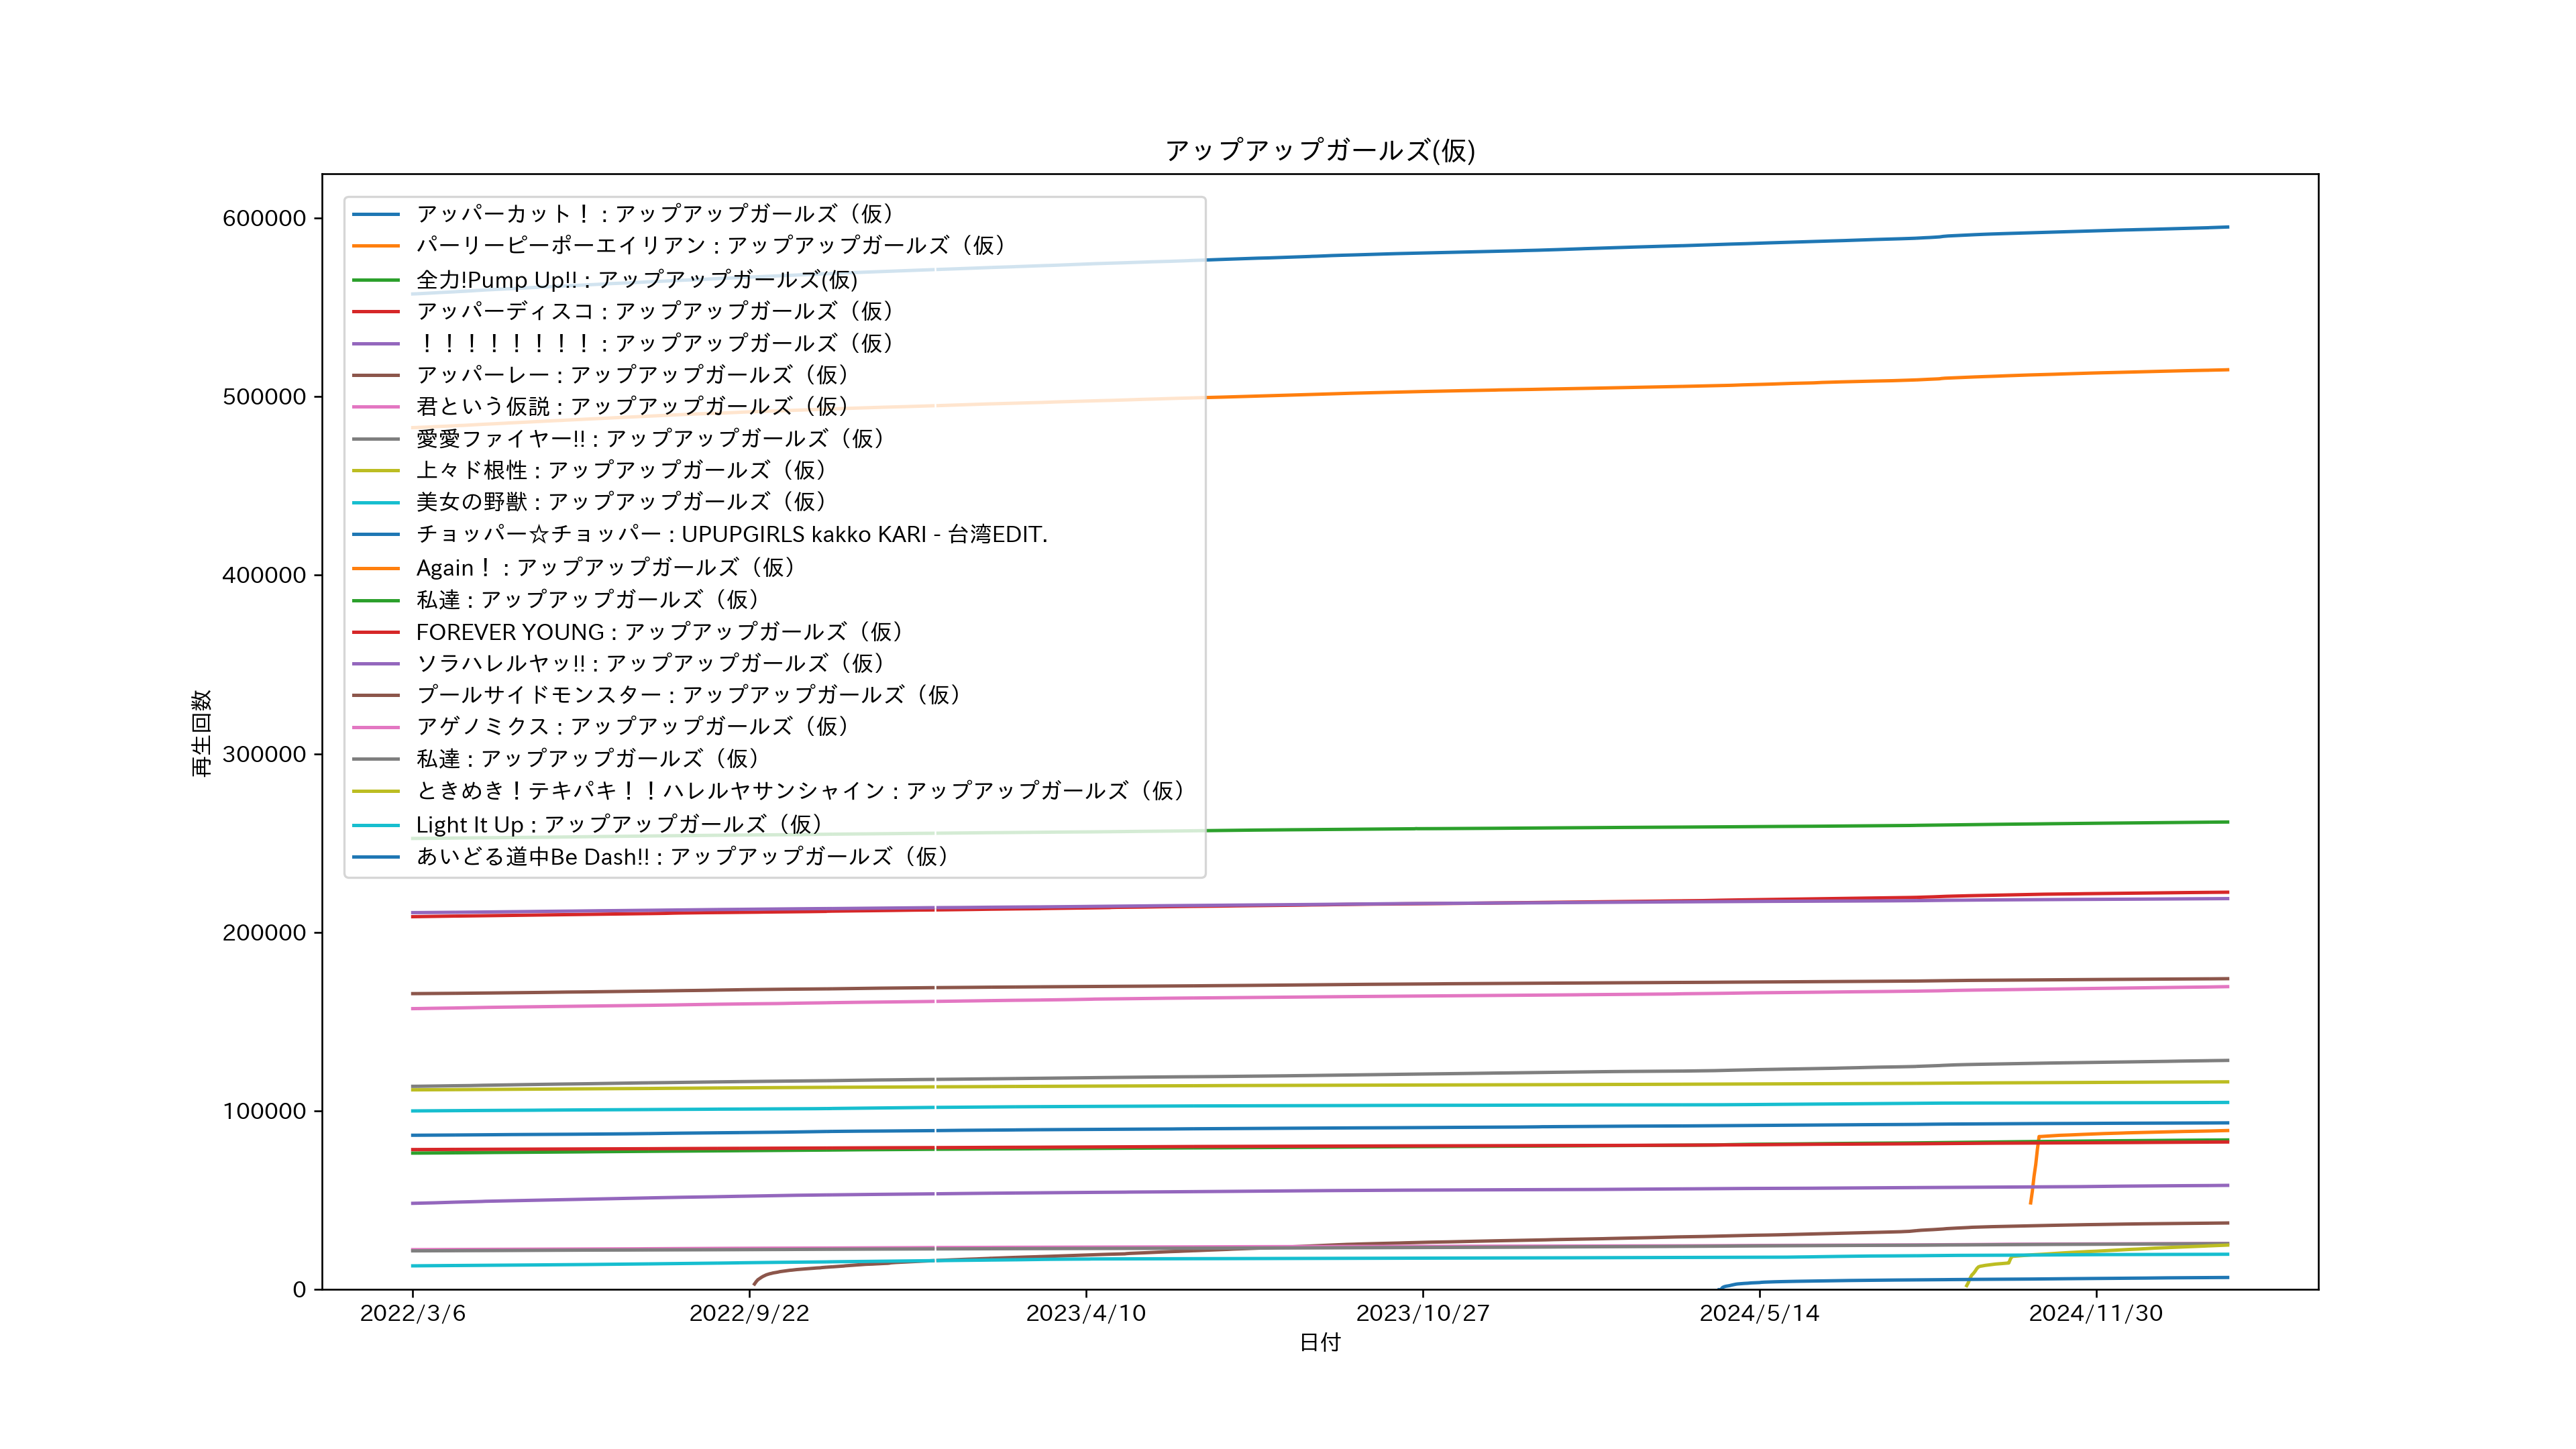 アップアップガールズ(仮)
アッパーカット！ : アップアップガールズ（仮）
パーリーピーポーエイリアン : アップアップガールズ（仮）
全力!Pump Up!! : アップアップガールズ(仮)
アッパーディスコ : アップアップガールズ（仮）
！！！！！！！！ : アップアップガールズ（仮）
アッパーレー : アップアップガールズ（仮）
君という仮説 : アップアップガールズ（仮）
愛愛ファイヤー!! : アップアップガールズ（仮）
上々ド根性 : アップアップガールズ（仮）
美女の野獣 : アップアップガールズ（仮）
チョッパー☆チョッパー : UPUPGIRLS kakko KARI - 台湾EDIT.
Again！ : アップアップガールズ（仮）
私達 : アップアップガールズ（仮）
FOREVER YOUNG : アップアップガールズ（仮）
ソラハレルヤッ!! : アップアップガールズ（仮）
プールサイドモンスター : アップアップガールズ（仮）
アゲノミクス : アップアップガールズ（仮）
私達 : アップアップガールズ（仮）
ときめき！テキパキ！！ハレルヤサンシャイン : アップアップガールズ（仮）
Light It Up : アップアップガールズ（仮）
あいどる道中Be Dash!! : アップアップガールズ（仮）
600000
500000
400000
300000
200000
100000
0
再生回数
2022/3/6
2022/9/22
2023/4/10
2023/10/27
2024/5/14
2024/11/30
日付